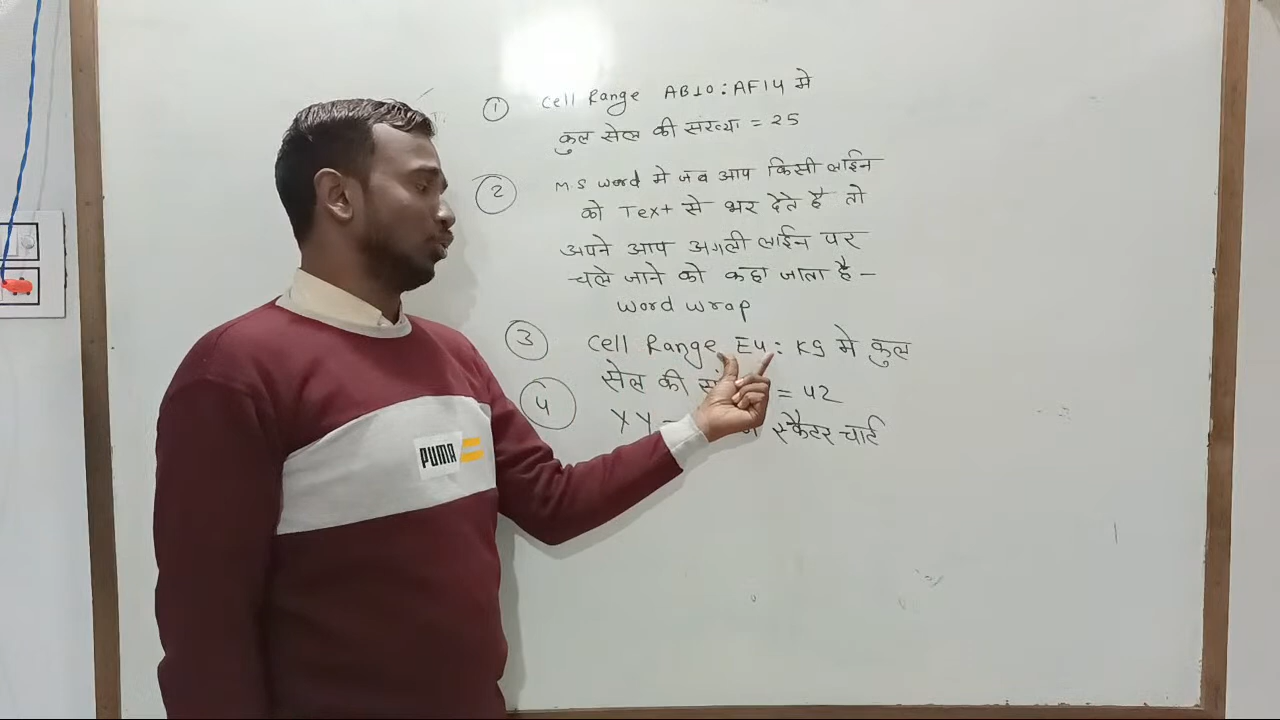 ① Cell Range AB10:AF14 मे
कुल सेल की संख्या = 25
② M.S Word मे जब आप किसी लाईन
को Text से भर देते है तो
अपने आप अगली लाईन पर
चले जाने को कहा जाता है –
Word Wrap
③ Cell Range E4:K9 मे कुल
सेल की = 42
④ XY स्कैटर चार्ट
PUMA